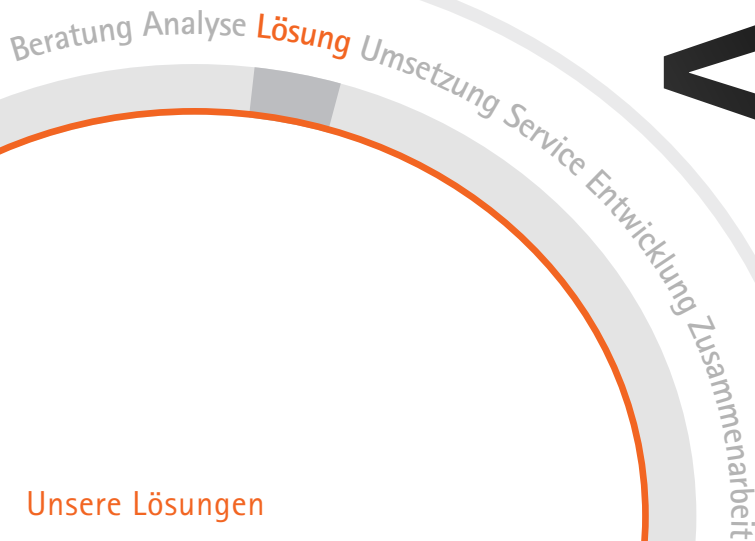 Beratung Analyse Lösung Umsetzung Service Entwicklung Zusammenarbeit
Unsere Lösungen